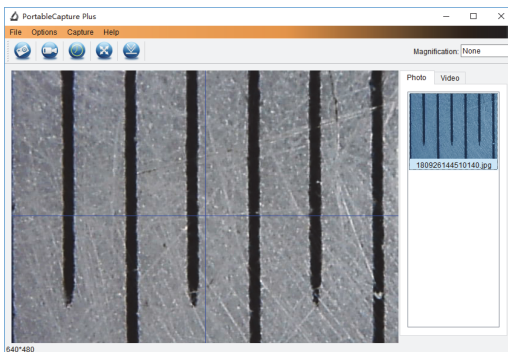 PortableCapture Plus
File Options Capture Help
Magnification: None
Photo Video
180926144510140.jpg
640*480